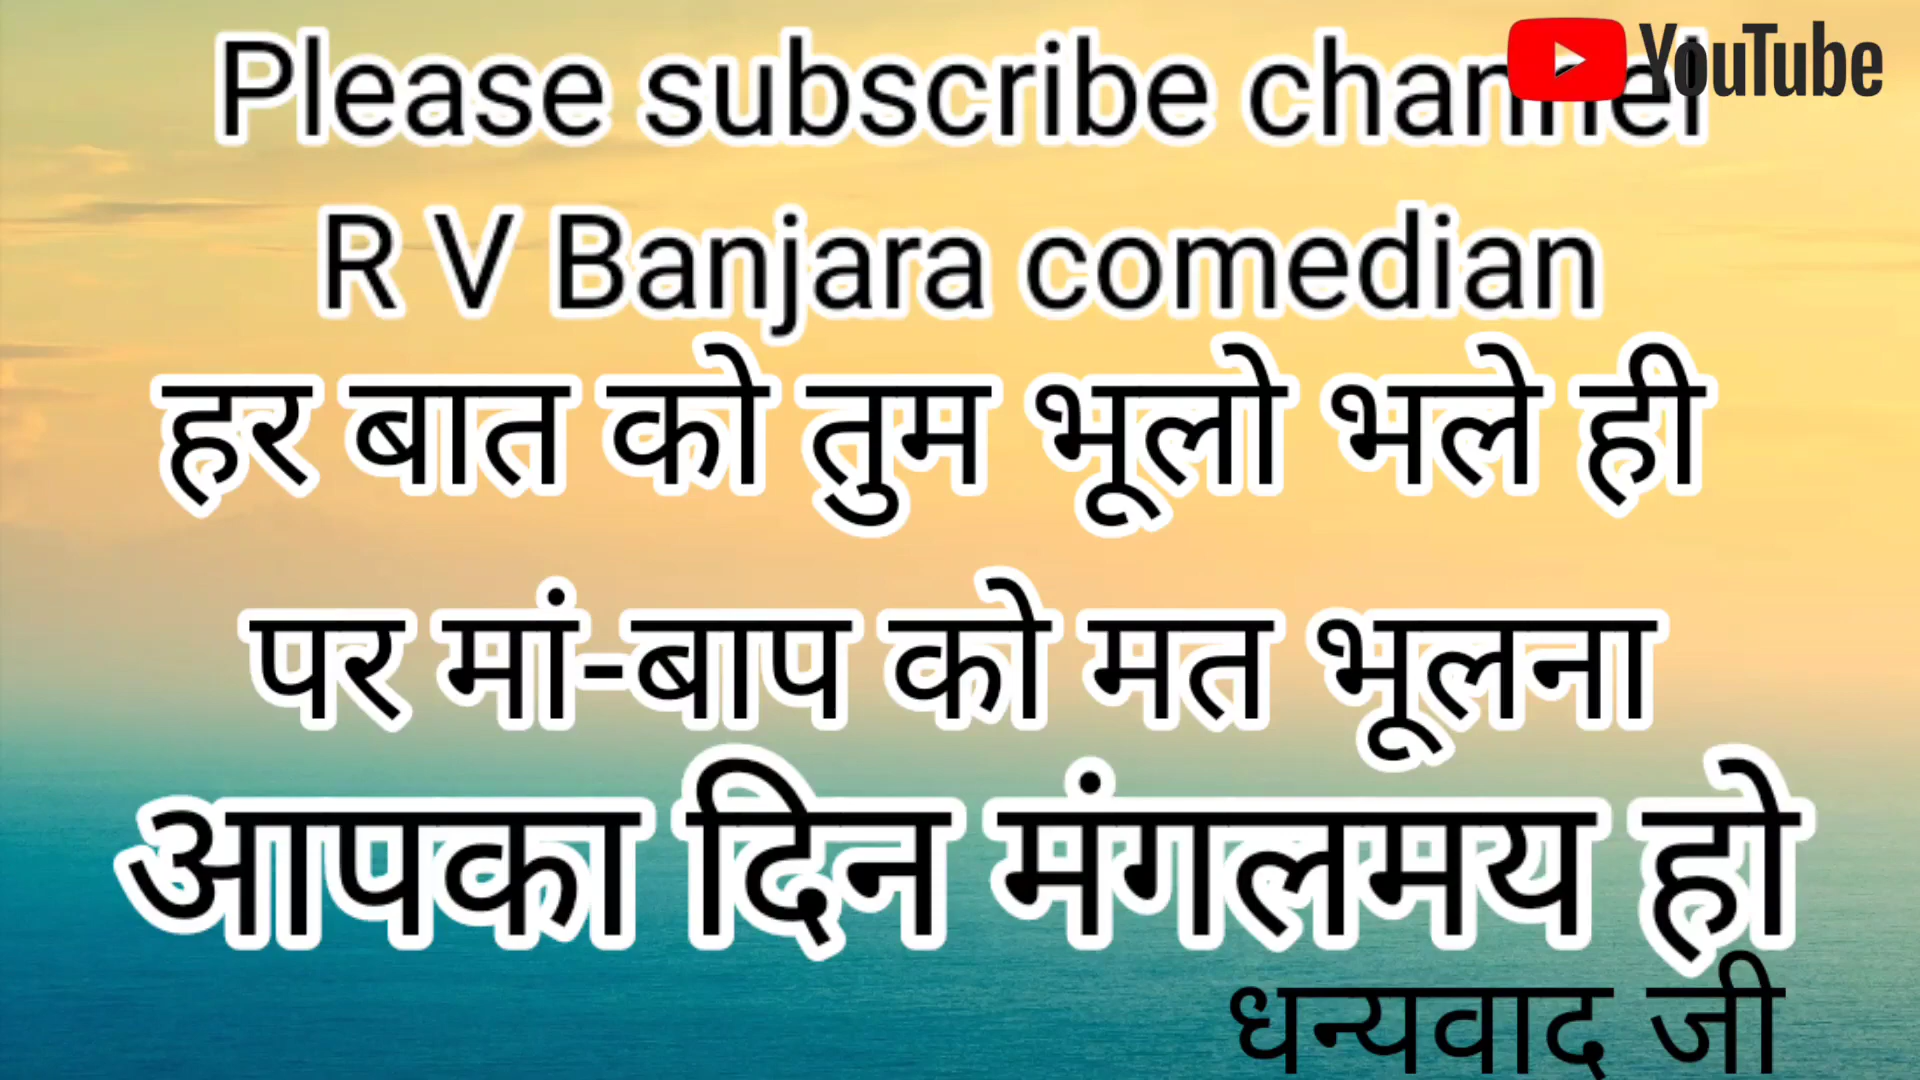 Please subscribe channel
YouTube
R V Banjara comedian
हर बात को तुम भूलो भले ही
पर मां-बाप को मत भूलना
आपका दिन मंगलमय हो
धन्यवाद जी